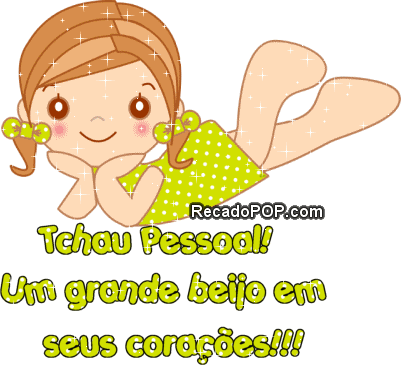 RecadoPOP.com
Tchau Pessoal!
Um grande beijo em
seus corações!!!